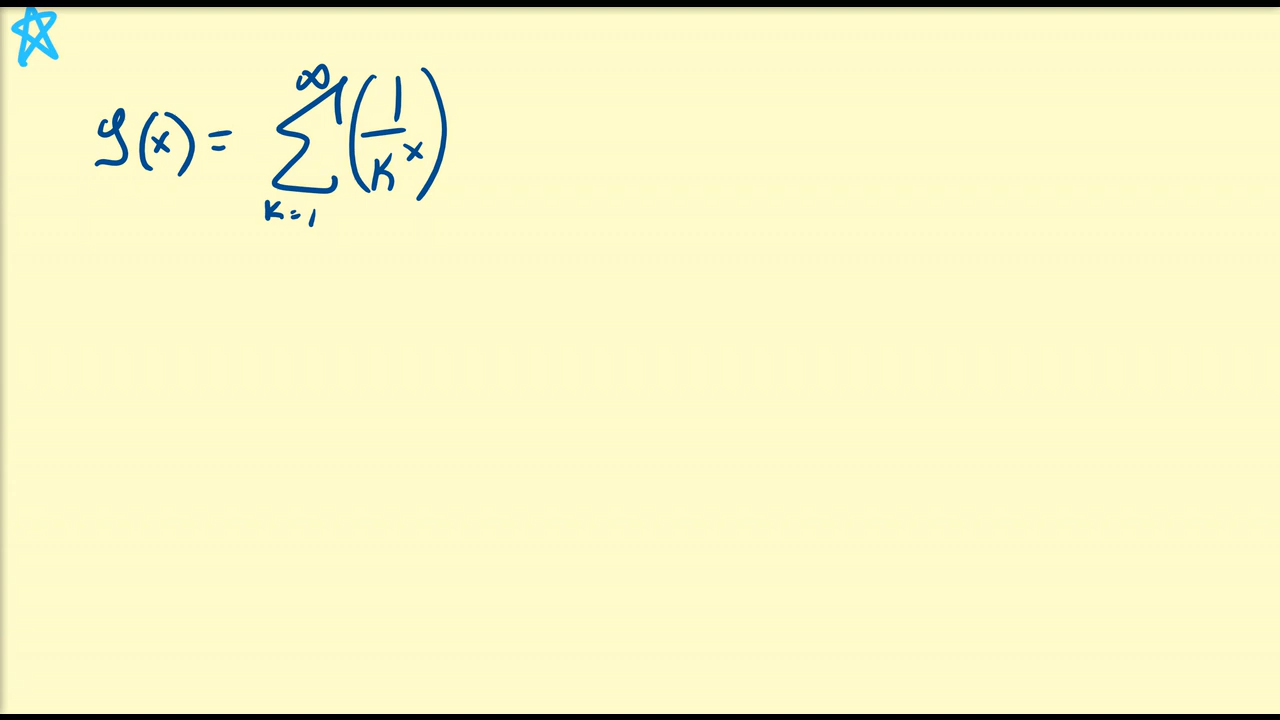 ζ(x) = ∞ Σ k=1 (1/k^x)